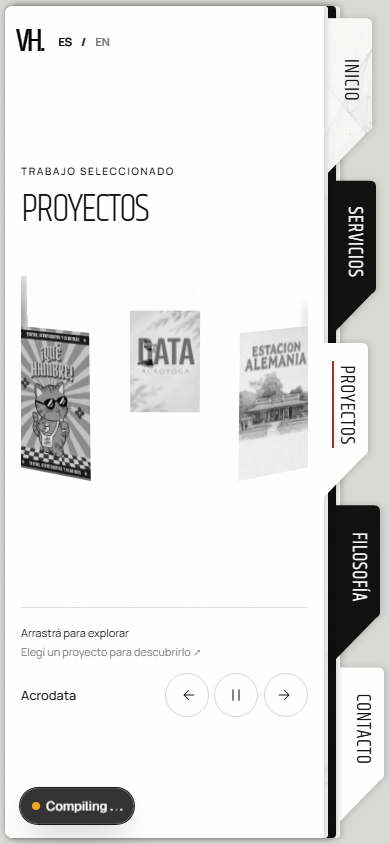 VH. ES / EN
TRABAJO SELECCIONADO
PROYECTOS
¡QUÉ
HAMBRE!
DATA
ACROYOGA
ESTACION
ALEMANIA
Arrastrá para explorar
Elegí un proyecto para descubrirlo ↗
Acrodata
Compiling ...
INICIO
SERVICIOS
PROYECTOS
FILOSOFÍA
CONTACTO